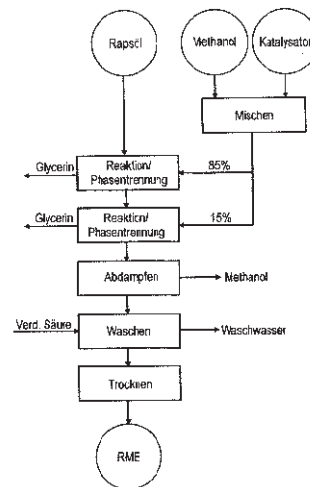 Rapsöl
Methanol
Katalysator
Mischen
Glycerin
Reaktion/
Phasentrennung
85%
Glycerin
Reaktion/
Phasentrennung
15%
Abdampfen
Methanol
Verd. Säure
Waschen
Waschwasser
Trocknen
RME